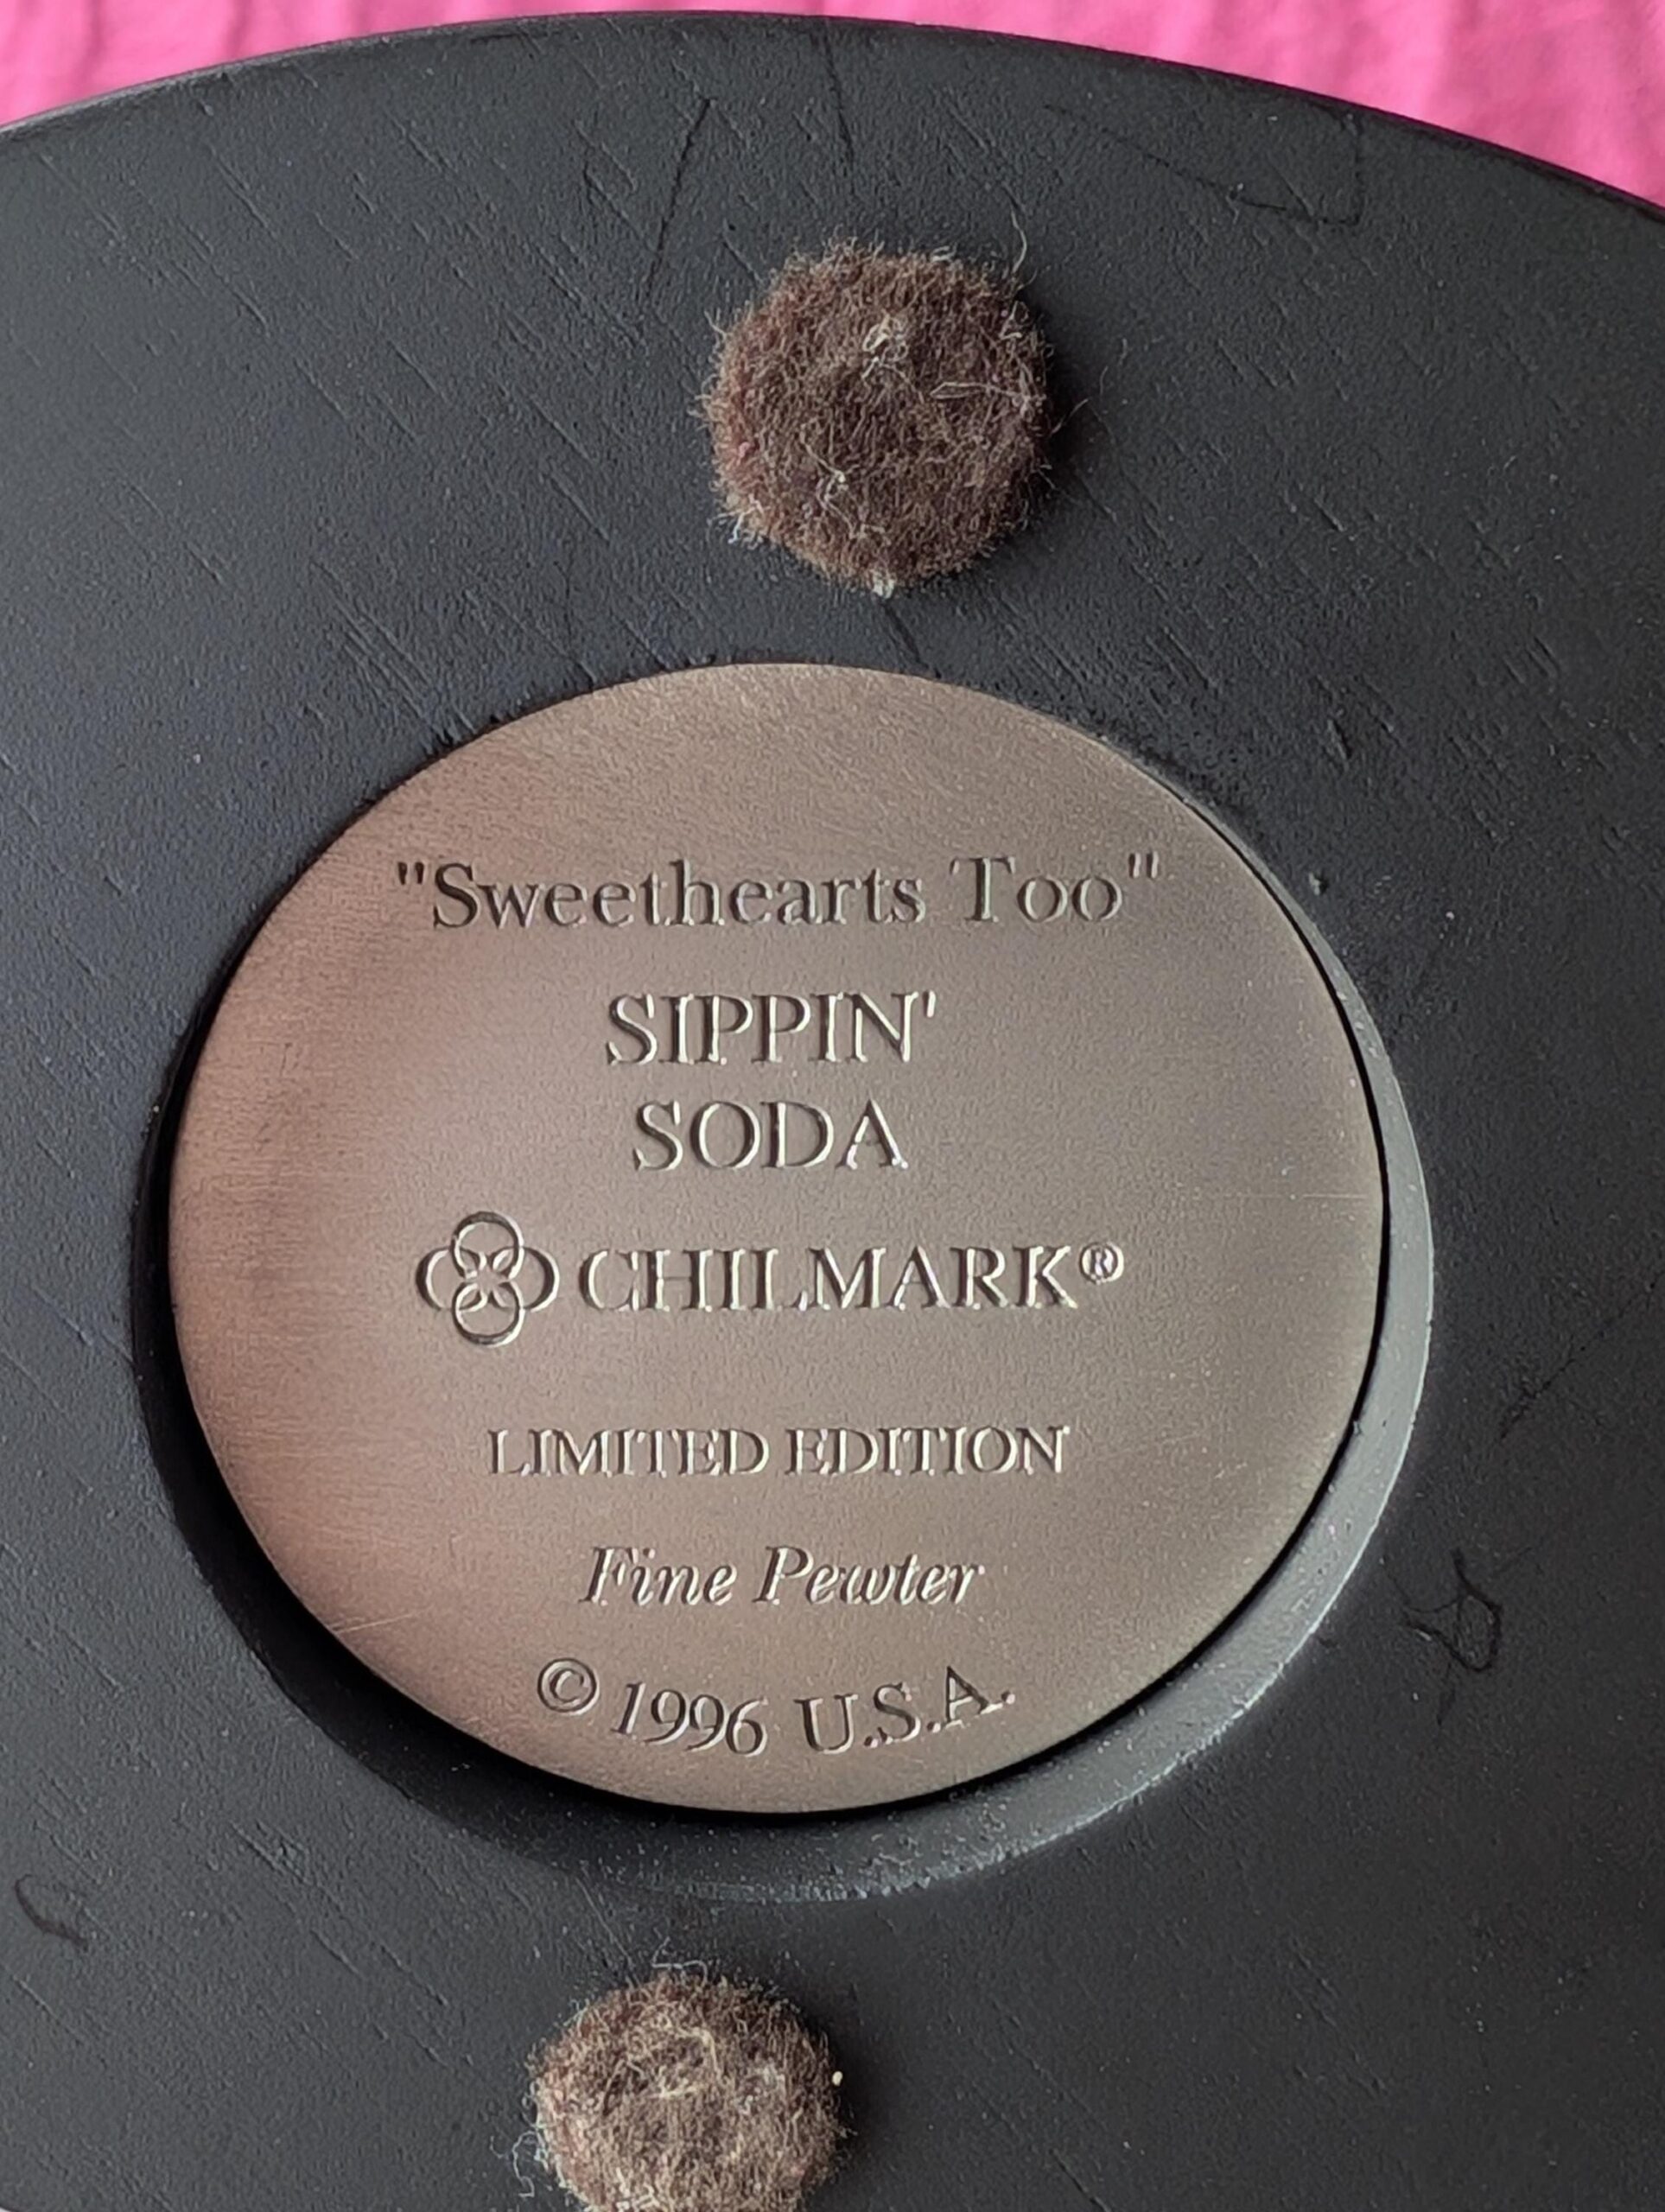 "Sweethearts Too"
SIPPIN'
SODA
CHILMARK®
LIMITED EDITION
Fine Pewter
© 1996 U.S.A.